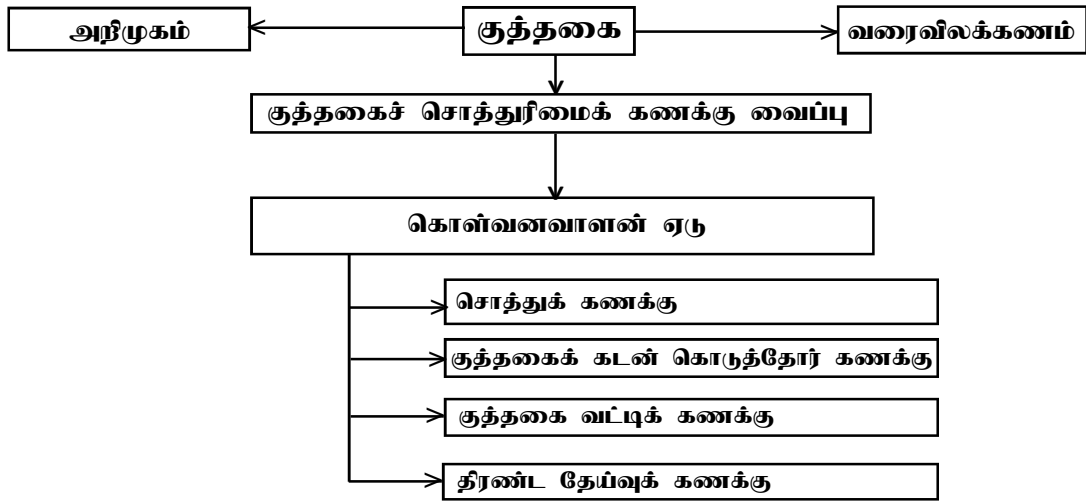 அறிமுகம்
குத்தகை
வரைவிலக்கணம்
குத்தகைச் சொத்துரிமைக் கணக்கு வைப்பு
கொள்வனவாளன் ஏடு
சொத்துக் கணக்கு
குத்தகைக் கடன் கொடுத்தோர் கணக்கு
குத்தகை வட்டிக் கணக்கு
திரண்ட தேய்வுக் கணக்கு